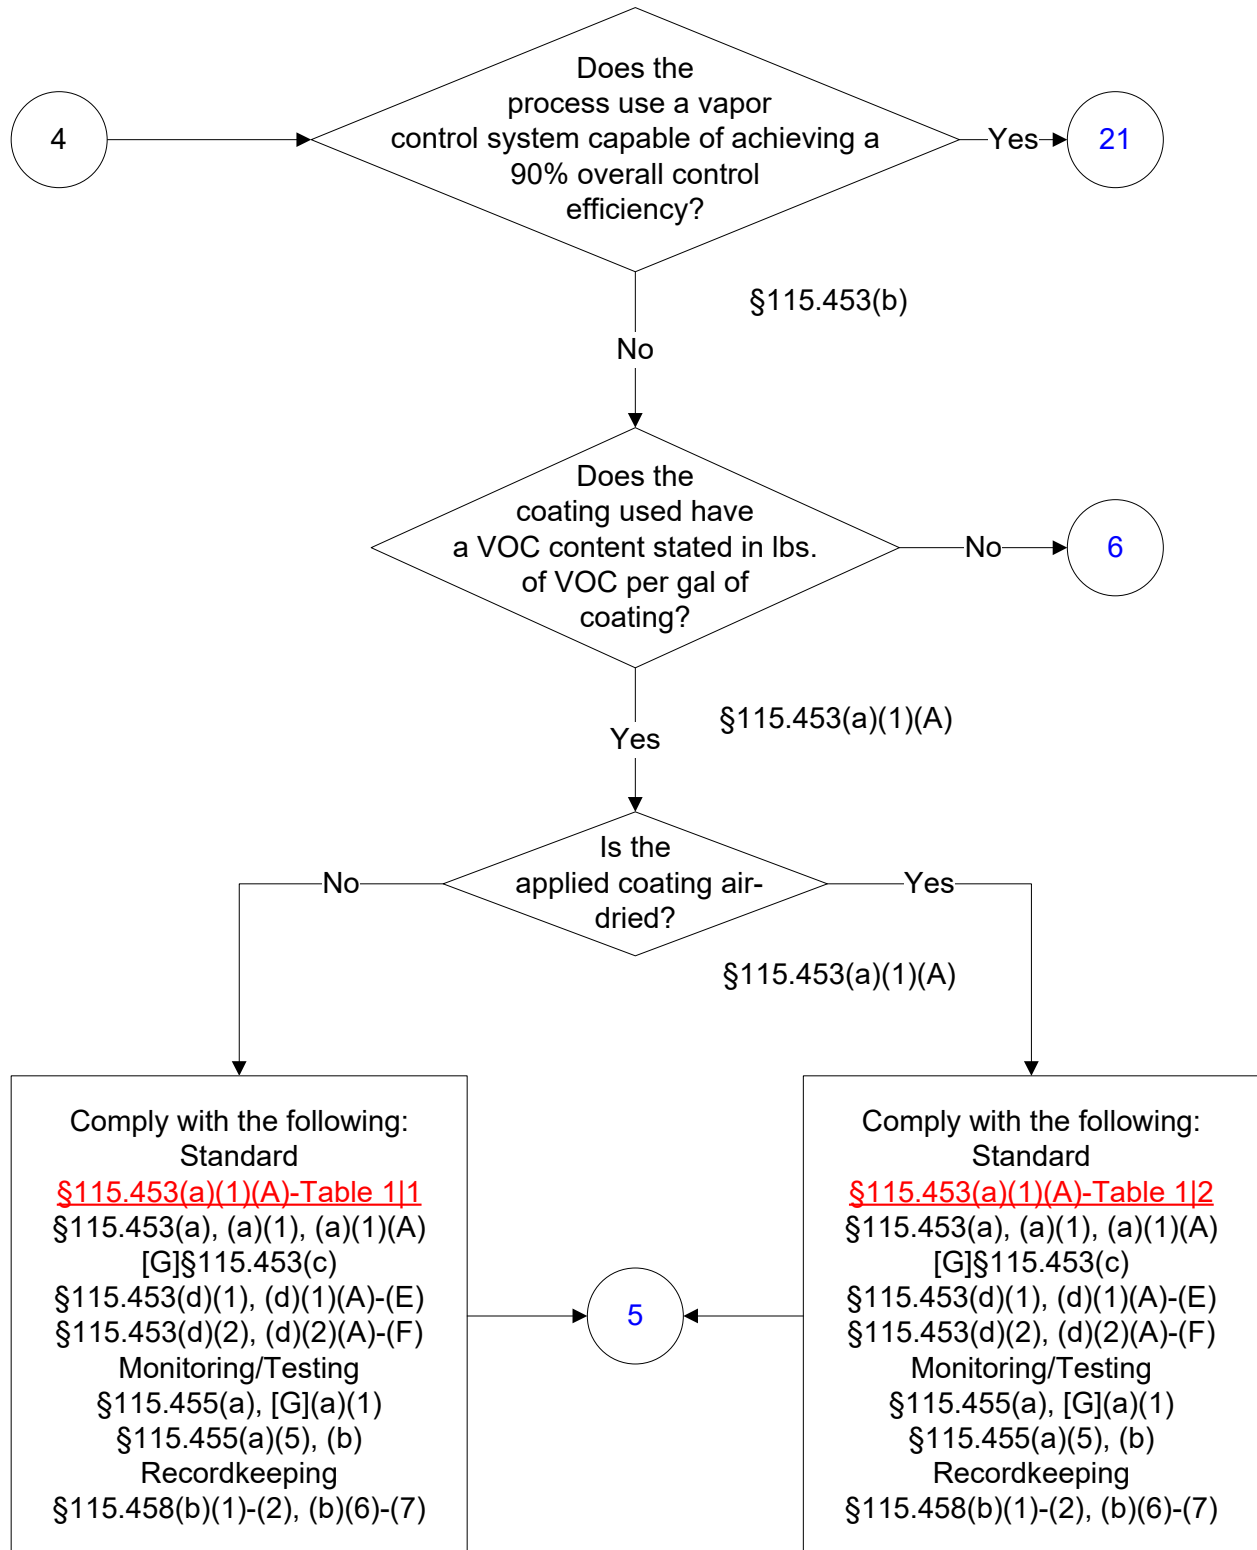 Does the
process use a vapor
control system capable of achieving a
90% overall control
efficiency?
4
Yes
21
§115.453(b)
No
Does the
coating used have
a VOC content stated in lbs.
of VOC per gal of
coating?
No
6
§115.453(a)(1)(A)
Yes
Is the
applied coating air-
dried?
No
Yes
§115.453(a)(1)(A)
Comply with the following:
Standard
§115.453(a)(1)(A)-Table 1|1
§115.453(a), (a)(1), (a)(1)(A)
[G]§115.453(c)
§115.453(d)(1), (d)(1)(A)-(E)
§115.453(d)(2), (d)(2)(A)-(F)
Monitoring/Testing
§115.455(a), [G](a)(1)
§115.455(a)(5), (b)
Recordkeeping
§115.458(b)(1)-(2), (b)(6)-(7)
5
Comply with the following:
Standard
§115.453(a)(1)(A)-Table 1|2
§115.453(a), (a)(1), (a)(1)(A)
[G]§115.453(c)
§115.453(d)(1), (d)(1)(A)-(E)
§115.453(d)(2), (d)(2)(A)-(F)
Monitoring/Testing
§115.455(a), [G](a)(1)
§115.455(a)(5), (b)
Recordkeeping
§115.458(b)(1)-(2), (b)(6)-(7)